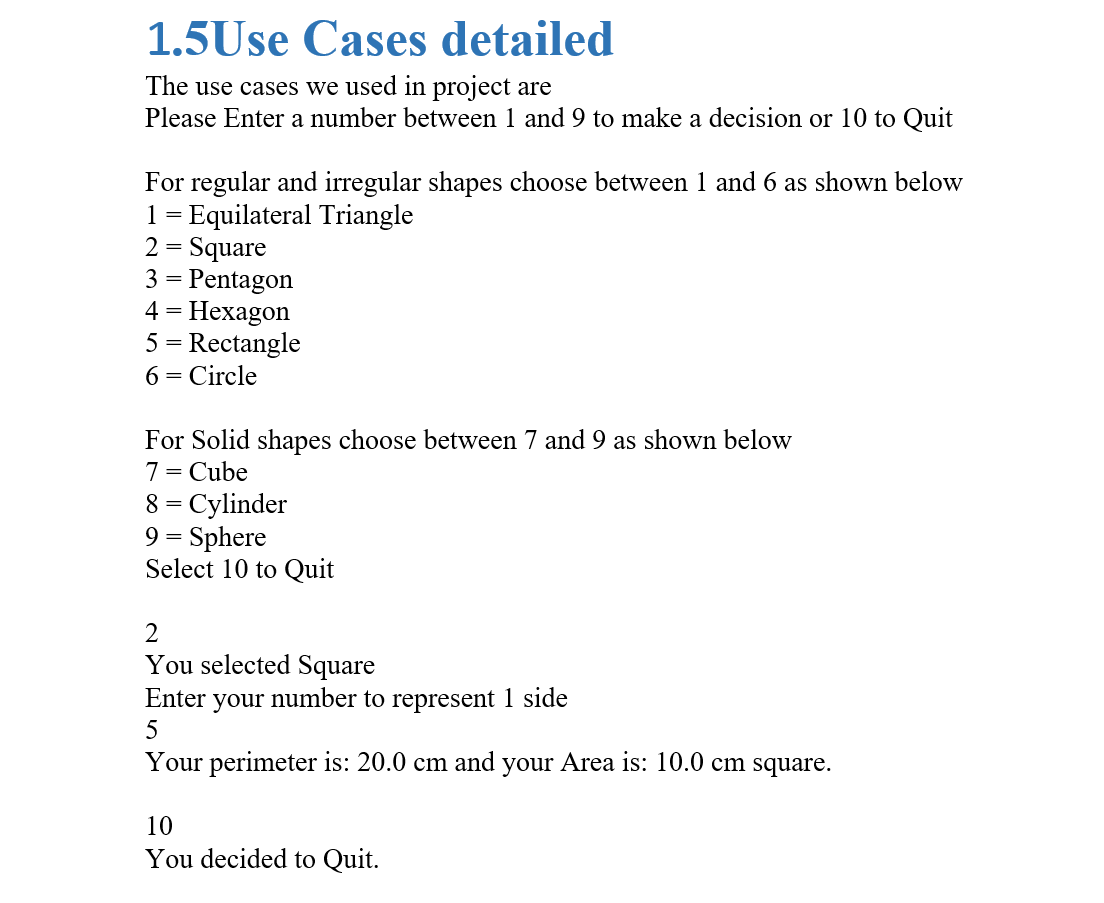 1.5Use Cases detailed
The use cases we used in project are
Please Enter a number between 1 and 9 to make a decision or 10 to Quit
For regular and irregular shapes choose between 1 and 6 as shown below
1 = Equilateral Triangle
2 = Square
3 = Pentagon
4 = Hexagon
5 = Rectangle
6 = Circle
For Solid shapes choose between 7 and 9 as shown below
7 = Cube
8 = Cylinder
9 = Sphere
Select 10 to Quit
2
You selected Square
Enter your number to represent 1 side
5
Your perimeter is: 20.0 cm and your Area is: 10.0 cm square.
10
You decided to Quit.